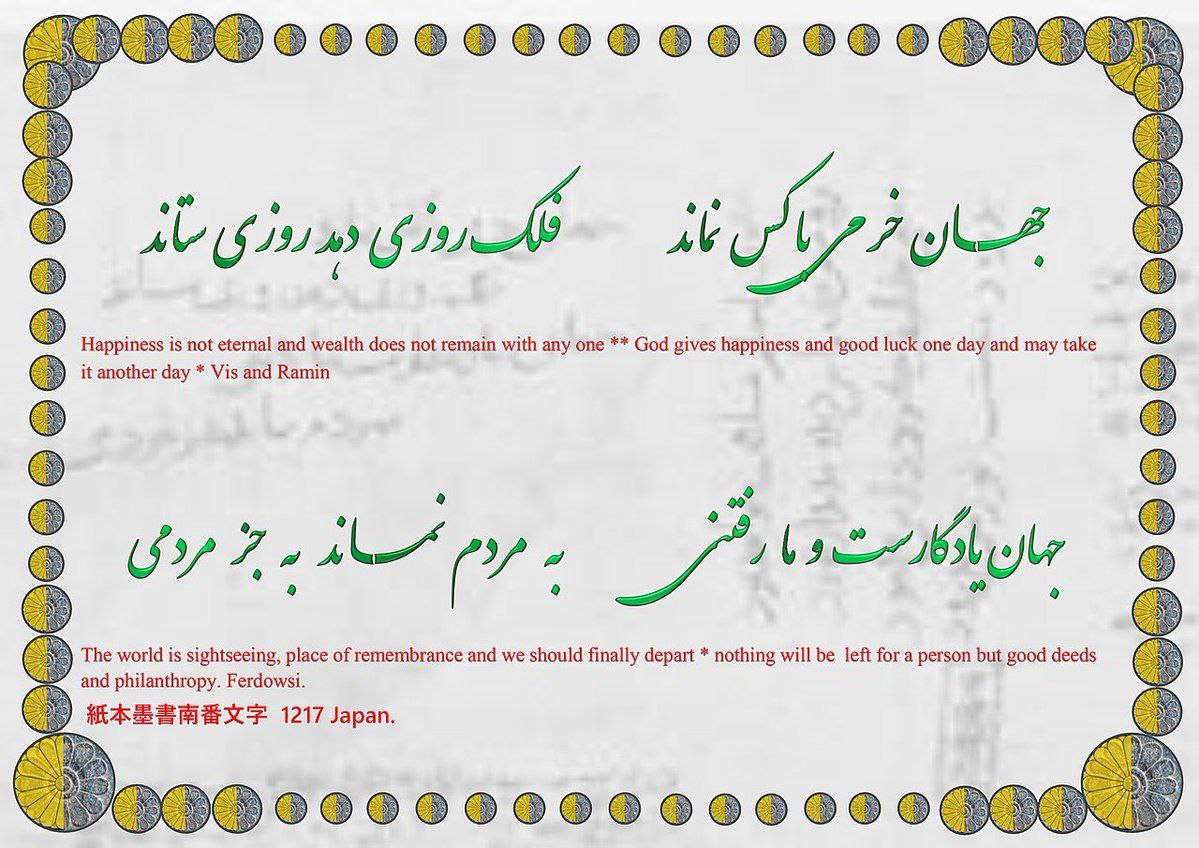 جهان خرمی با کس نماند فلک روزی دهد روزی ستاند
Happiness is not eternal and wealth does not remain with any one ** God gives happiness and good luck one day and may take
it another day * Vis and Ramin
جهان یادگارست و ما رفتنی به مردم نماند به جز مردمی
The world is sightseeing, place of remembrance and we should finally depart * nothing will be left for a person but good deeds
and philanthropy. Ferdowsi.
紙本墨書南番文字 1217 Japan.